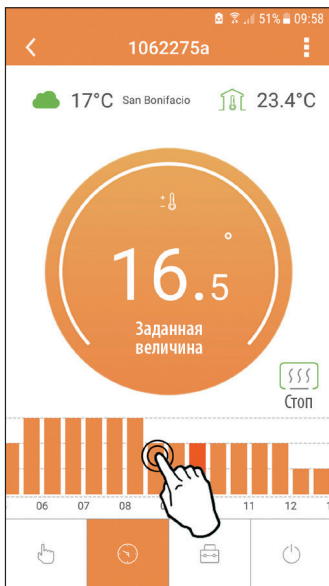 51% 09:58
1062275a
17°C San Bonifacio 23.4°C
16.5°
Заданная
величина
Стоп
06 07 08 11 12 1